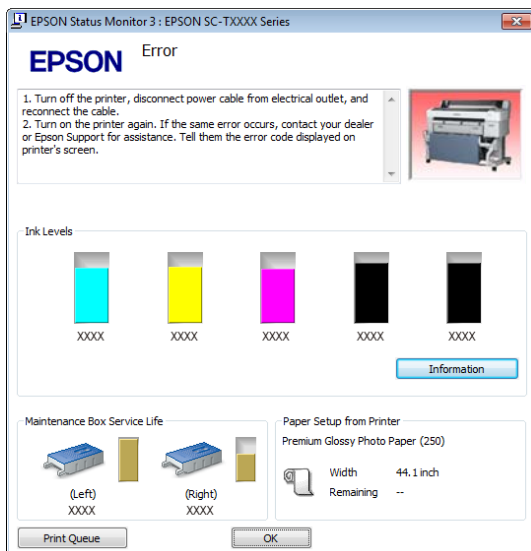 EPSON Status Monitor 3 : EPSON SC-TXXXX Series
EPSON
Error
1. Turn off the printer, disconnect power cable from electrical outlet, and
reconnect the cable.
2. Turn on the printer again. If the same error occurs, contact your dealer
or Epson Support for assistance. Tell them the error code displayed on
printer's screen.
Ink Levels
XXXX XXXX XXXX XXXX XXXX
Information
Maintenance Box Service Life
(Left) (Right)
XXXX XXXX
Paper Setup from Printer
Premium Glossy Photo Paper (250)
Width 44.1 inch
Remaining --
Print Queue
OK